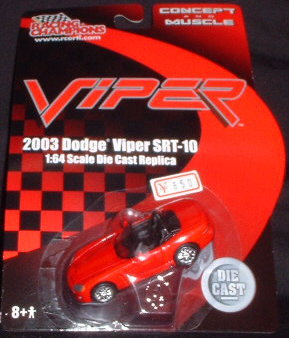 RACING
CHAMPIONS
www.rcertl.com
CONCEPT
AND
MUSCLE
VIPER
2003 Dodge® Viper SRT-10
1:64 Scale Die Cast Replica
¥650
DIE
CAST
8+